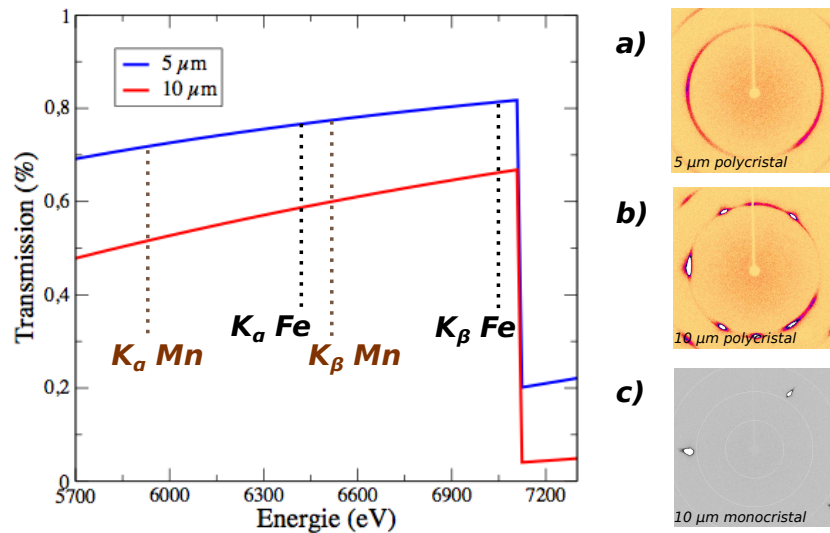 1
0,8
0,6
0,4
0,2
0
Transmission (%)
5 µm
10 µm
Kα Mn
Kα Fe
Kβ Mn
Kβ Fe
5700
6000
6300
6600
6900
7200
Energie (eV)
a)
5 µm polycristal
b)
10 µm polycristal
c)
10 µm monocristal